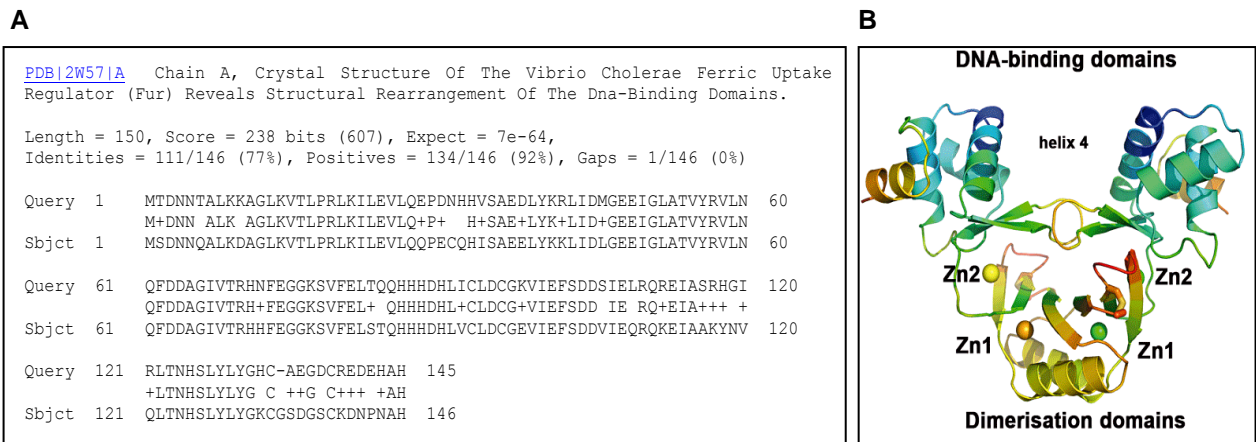 A
PDB|2W57|A Chain A, Crystal Structure Of The Vibrio Cholerae Ferric Uptake
Regulator (Fur) Reveals Structural Rearrangement Of The Dna-Binding Domains.
Length = 150, Score = 238 bits (607), Expect = 7e-64,
Identities = 111/146 (77%), Positives = 134/146 (92%), Gaps = 1/146 (0%)
Query 1 MTDNNTALKKAGLKVTLPRLKILEVLQEPDNHHVSAEDLYKRLIDMGEEIGLATVYRVLN 60
M+DNN ALK AGLKVTLPRLKILEVLQ+P+ H+SAE+LYK+LID+GEEIGLATVYRVLN
Sbjct 1 MSDNNQALKDAGLKVTLPRLKILEVLQQPECQHISAEELYKKLIDLGEEIGLATVYRVLN 60
Query 61 QFDDAGIVTRHNFEGGKSVFELTQQHHHDHLICLDCGKVIEFSDDSIELRQREIASRHGI 120
QFDDAGIVTRH+FEGGKSVFEL+ QHHHDHL+CLDCG+VIEFSDD IE RQ+EIA+++ +
Sbjct 61 QFDDAGIVTRHHFEGGKSVFELSTQHHHDHLVCLDCGEVIEFSDDVIEQRQKEIAAKYNV 120
Query 121 RLTNHSLYLYGHC-AEGDCREDEHAH 145
+LTNHSLYLYG C ++G C+++ +AH
Sbjct 121 QLTNHSLYLYGKCGSDGSCKDNPNAH 146
B
DNA-binding domains
helix 4
Zn2
Zn2
Zn1
Zn1
Dimerisation domains